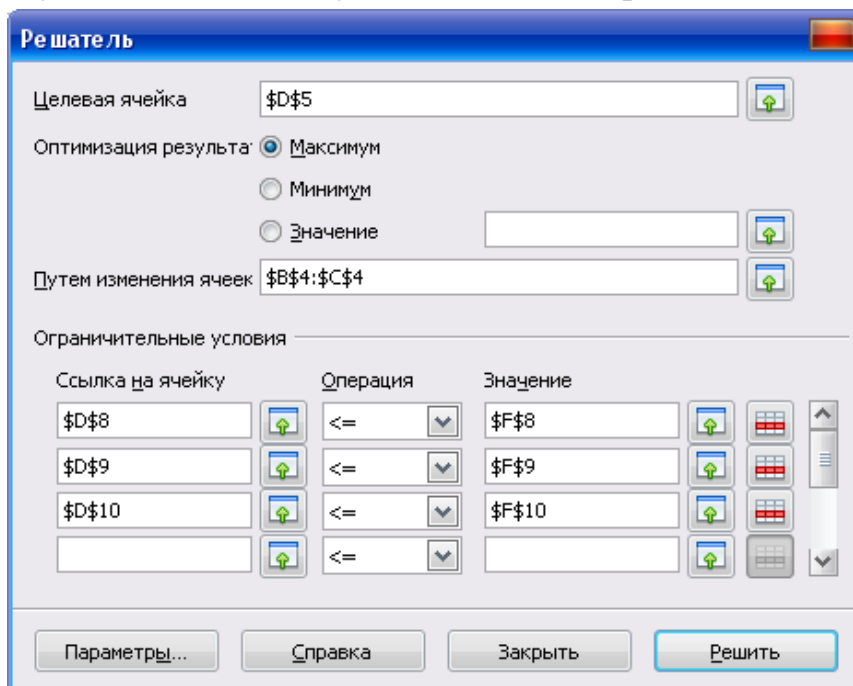 Решатель
Целевая ячейка $D$5
Оптимизация результа Максимум
Минимум
Значение
Путем изменения ячеек $B$4:$C$4
Ограничительные условия
Ссылка на ячейку Операция Значение
$D$8 <= $F$8
$D$9 <= $F$9
$D$10 <= $F$10
<=
Параметры... Справка Закрыть Решить